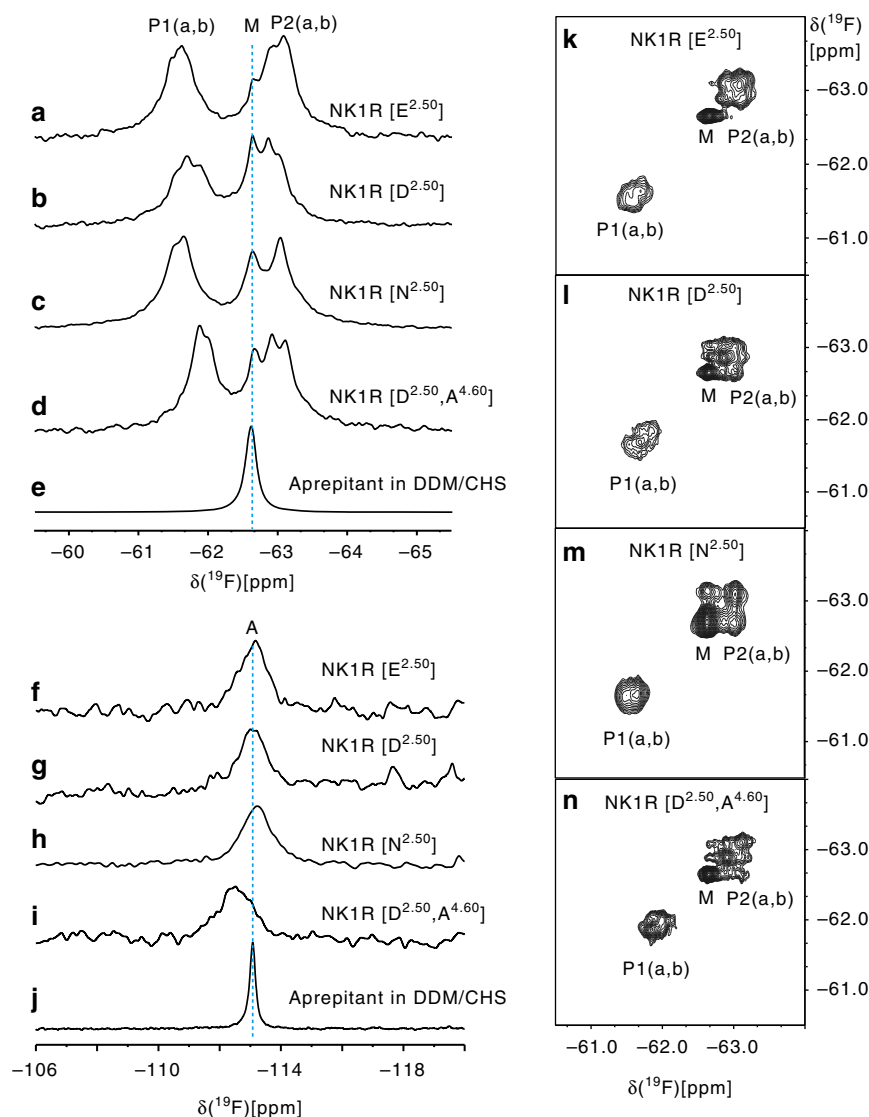 P1(a,b) M P2(a,b)
a NK1R [E2.50]
b NK1R [D2.50]
c NK1R [N2.50]
d NK1R [D2.50,A4.60]
e Aprepitant in DDM/CHS
−60 −61 −62 −63 −64 −65
δ(19F)[ppm]
A
f NK1R [E2.50]
g NK1R [D2.50]
h NK1R [N2.50]
i NK1R [D2.50,A4.60]
j Aprepitant in DDM/CHS
−106 −110 −114 −118
δ(19F)[ppm]
δ(19F)
[ppm]
k NK1R [E2.50]
−63.0
M P2(a,b)
−62.0
P1(a,b)
−61.0
l NK1R [D2.50]
−63.0
M P2(a,b)
−62.0
P1(a,b)
−61.0
m NK1R [N2.50]
−63.0
M P2(a,b)
−62.0
P1(a,b)
−61.0
n NK1R [D2.50,A4.60]
−63.0
M P2(a,b)
−62.0
P1(a,b)
−61.0
−61.0 −62.0 −63.0
δ(19F)[ppm]